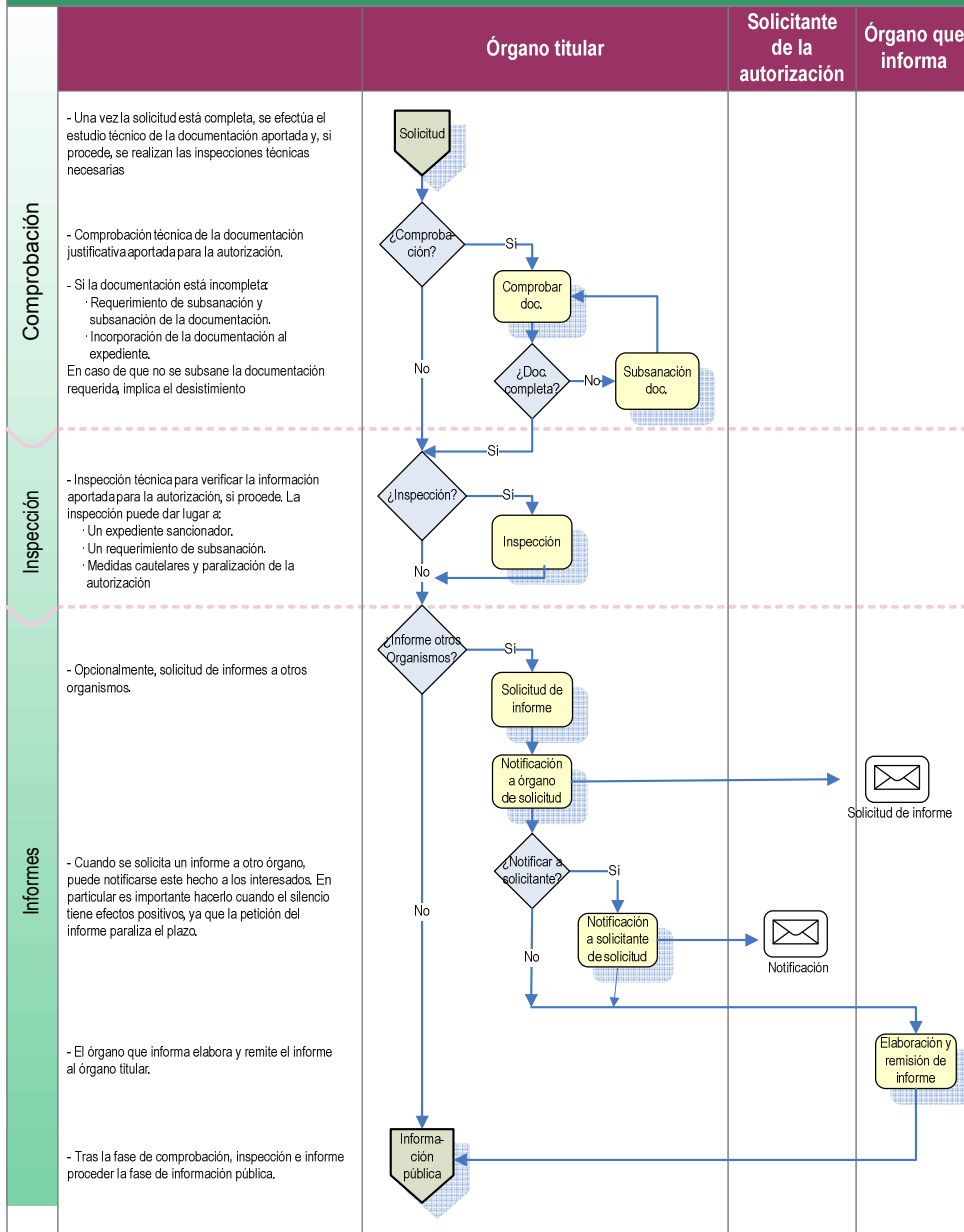 Órgano titular
Solicitante
de la
autorización
Órgano que
informa
Comprobación
- Una vez la solicitud está completa, se efectúa el
estudio técnico de la documentación aportada y, si
procede, se realizan las inspecciones técnicas
necesarias
- Comprobación técnica de la documentación
justificativa aportada para la autorización.
- Si la documentación está incompleta:
· Requerimiento de subsanación y
subsanación de la documentación.
· Incorporación de la documentación al
expediente.
En caso de que no se subsane la documentación
requerida, implica el desistimiento
Solicitud
¿Comproba-
ción?
Sí
Comprobar
doc.
No
¿Doc.
completa?
No
Subsanación
doc.
Sí
Inspección
- Inspección técnica para verificar la información
aportada para la autorización, si procede. La
inspección puede dar lugar a:
· Un expediente sancionador.
· Un requerimiento de subsanación.
· Medidas cautelares y paralización de la
autorización
¿Inspección?
Sí
Inspección
No
Informes
- Opcionalmente, solicitud de informes a otros
organismos.
¿Informe otros
Organismos?
Sí
Solicitud de
informe
Notificación
a órgano
de solicitud
Solicitud de informe
- Cuando se solicita un informe a otro órgano,
puede notificarse este hecho a los interesados. En
particular es importante hacerlo cuando el silencio
tiene efectos positivos, ya que la petición del
informe paraliza el plazo.
¿Notificar a
solicitante?
Sí
No
Notificación
a solicitante
de solicitud
Notificación
No
- El órgano que informa elabora y remite el informe
al órgano titular.
Elaboración y
remisión de
informe
- Tras la fase de comprobación, inspección e informe
proceder la fase de información pública.
Informa-
ción
pública